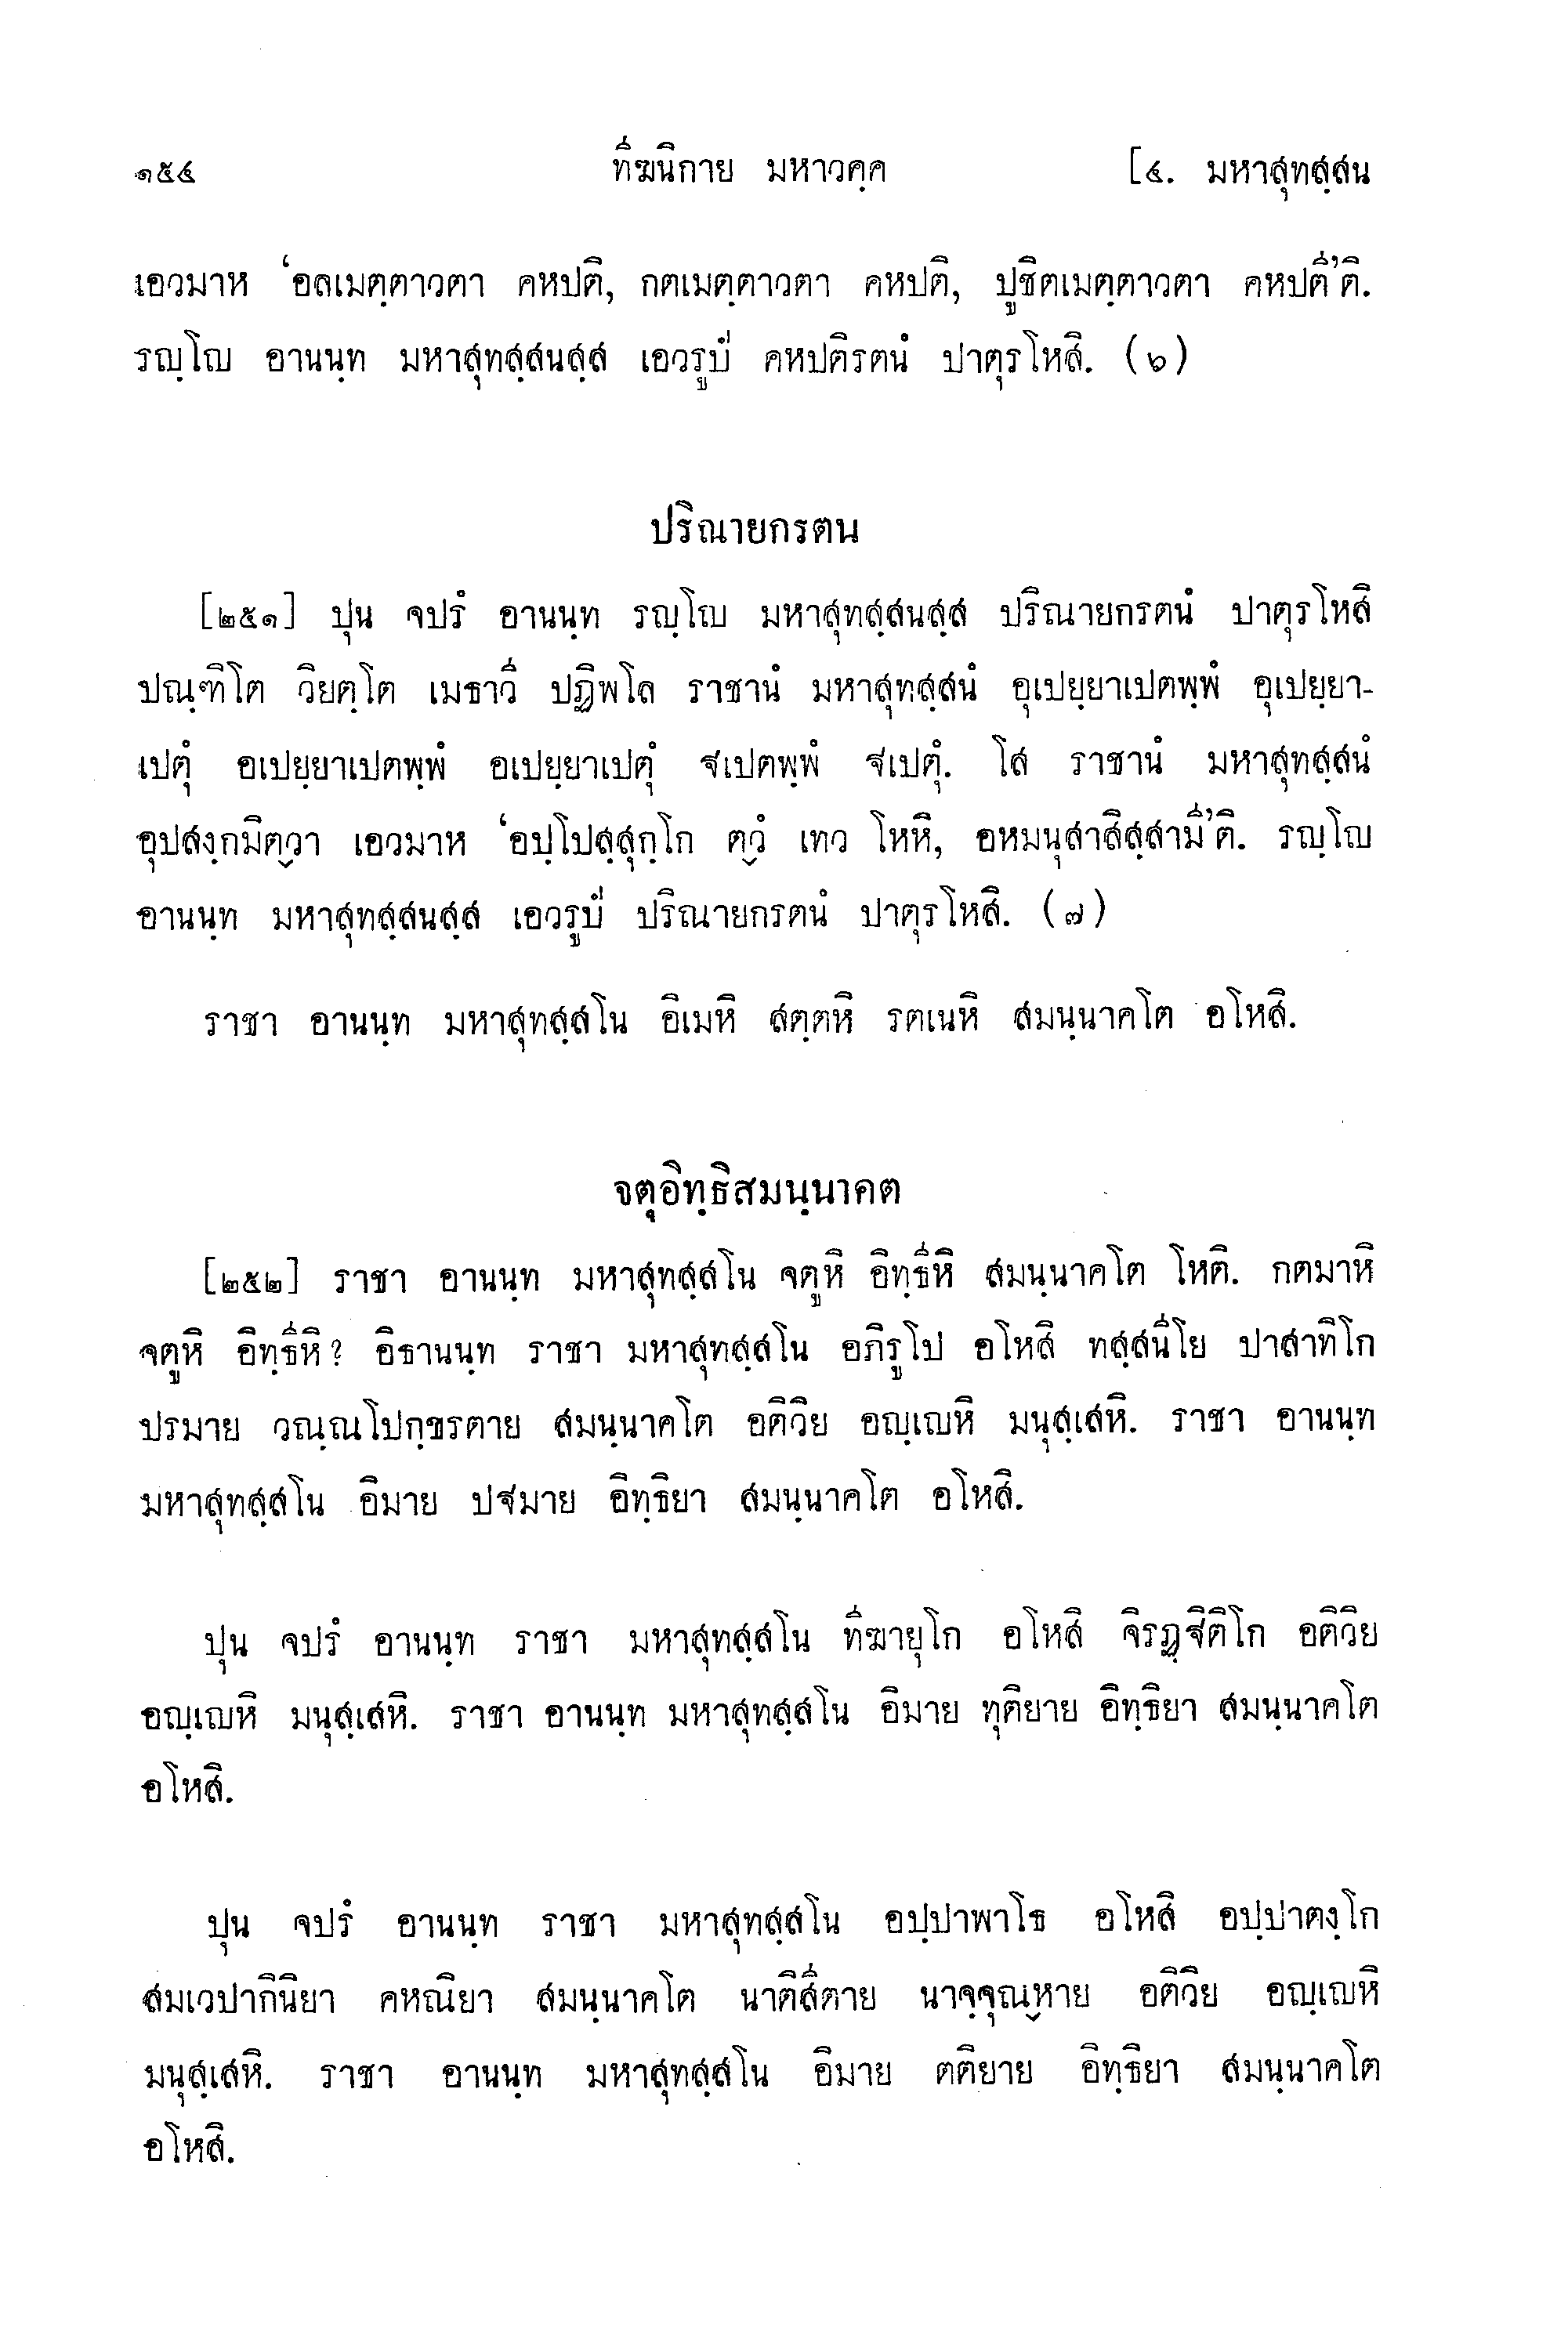 ๑๕๔ ทีฆนิกาย มหาวคฺค [๔. มหาสุทสฺสน
เอวมาห ‘อลเมตฺตาวตา คหปติ, กตเมตฺตาวตา คหปติ, ปูชิตเมตฺตาวตา คหปตี’ติ.
รญฺโญ อานนฺท มหาสุทสฺสนสฺส เอวรูปํ คหปติรตนํ ปาตุรโหสิ. (๖)
ปริณายกรตน
[๒๕๑] ปุน จปรํ อานนฺท รญฺโญ มหาสุทสฺสนสฺส ปริณายกรตนํ ปาตุรโหสิ
ปณฺฑิโต วิยตฺโต เมธาวี ปฏิพโล ราชานํ มหาสุทสฺสนํ อุเปยฺยาเปตพฺพํ อุเปยฺยา-
เปตุํ อเปยฺยาเปตพฺพํ อเปยฺยาเปตุํ ฐเปตพฺพํ ฐเปตุํ. โส ราชานํ มหาสุทสฺสนํ
อุปสงฺกมิตฺวา เอวมาห ‘อปฺโปสฺสุกฺโก ตฺวํ เทว โหหิ, อหมนุสาสิสฺสามี’ติ. รญฺโญ
อานนฺท มหาสุทสฺสนสฺส เอวรูปํ ปริณายกรตนํ ปาตุรโหสิ. (๗)
ราชา อานนฺท มหาสุทสฺสโน อิเมหิ สตฺตหิ รตเนหิ สมนฺนาคโต อโหสิ.
จตุอิทฺธิสมนฺนาคต
[๒๕๒] ราชา อานนฺท มหาสุทสฺสโน จตูหิ อิทฺธีหิ สมนฺนาคโต โหติ. กตมาหิ
จตูหิ อิทฺธีหิ? อิธานนฺท ราชา มหาสุทสฺสโน อภิรูโป อโหสิ ทสฺสนีโย ปาสาทิโก
ปรมาย วณฺณโปกฺขรตาย สมนฺนาคโต อติวิย อญฺเญหิ มนุสฺเสหิ. ราชา อานนฺท
มหาสุทสฺสโน อิมาย ปฐมาย อิทฺธิยา สมนฺนาคโต อโหสิ.
ปุน จปรํ อานนฺท ราชา มหาสุทสฺสโน ทีฆายุโก อโหสิ จิรฏฺฐิติโก อติวิย
อญฺเญหิ มนุสฺเสหิ. ราชา อานนฺท มหาสุทสฺสโน อิมาย ทุติยาย อิทฺธิยา สมนฺนาคโต
อโหสิ.
ปุน จปรํ อานนฺท ราชา มหาสุทสฺสโน อปฺปาพาโธ อโหสิ อปฺปาตงฺโก
สมเวปากินิยา คหณิยา สมนฺนาคโต นาติสีตาย นาจฺจุณฺหาย อติวิย อญฺเญหิ
มนุสฺเสหิ. ราชา อานนฺท มหาสุทสฺสโน อิมาย ตติยาย อิทฺธิยา สมนฺนาคโต
อโหสิ.